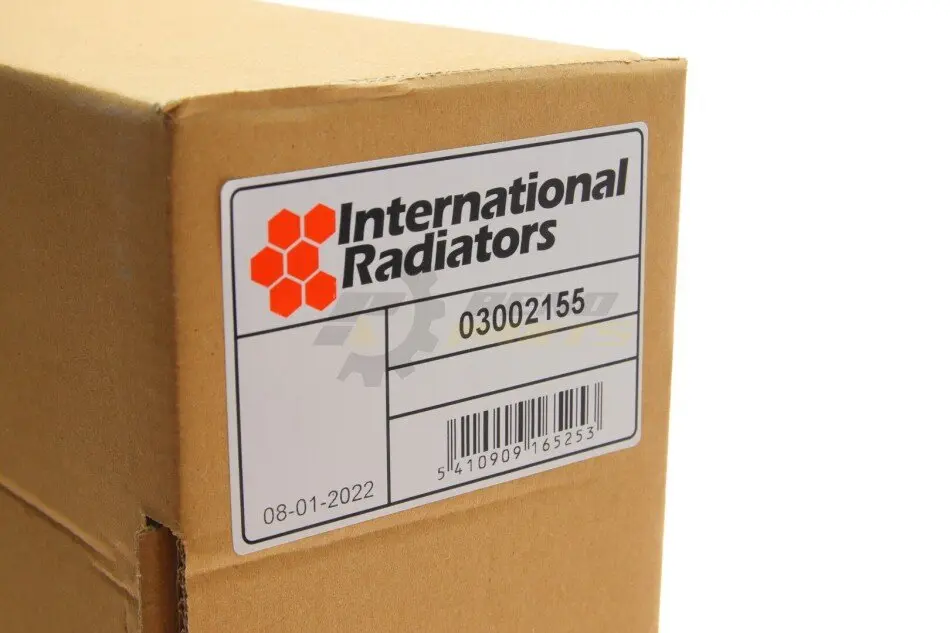 International
Radiators
03002155
08-01-2022
5 410909 165253